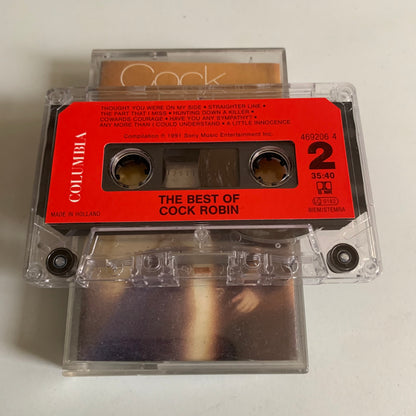 Cock
THOUGHT YOU WERE ON MY SIDE • STRAIGHTER LINE •
THE PART THAT I MISS • HUNTING DOWN A KILLER •
COWARDS COURAGE • HAVE YOU ANY SYMPATHY? •
ANY MORE THAN I COULD UNDERSTAND • A LITTLE INNOCENCE
Compilation ℗ 1991 Sony Music Entertainment Inc.
469206 4
2
35:40
COLUMBIA
THE BEST OF
COCK ROBIN
MADE IN HOLLAND
BIEM/STEMRA